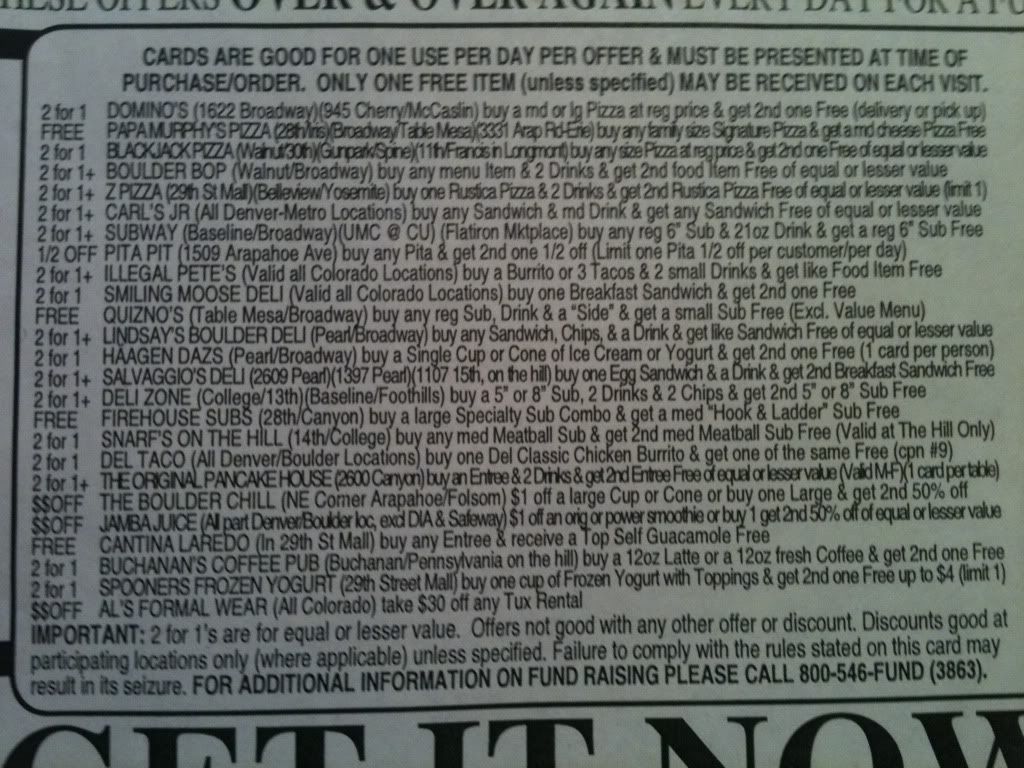 THESE OFFERS OVER & OVER AGAIN EVERY DAY FOR A FU
CARDS ARE GOOD FOR ONE USE PER DAY PER OFFER & MUST BE PRESENTED AT TIME OF
PURCHASE/ORDER. ONLY ONE FREE ITEM (unless specified) MAY BE RECEIVED ON EACH VISIT.
2 for 1 DOMINO'S (1622 Broadway)(945 Cherry/McCaslin) buy a md or lg Pizza at reg price & get 2nd one Free (delivery or pick up)
FREE PAPA MURPHY'S PIZZA (28th/Iris)(Broadway/Table Mesa)(3331 Arap Rd-Erie) buy any family size Signature Pizza & get a md cheese Pizza Free
2 for 1 BLACKJACK PIZZA (Walnut/30th)(Gunpark/Spine)(11th/Francis in Longmont) buy any size Pizza at reg price & get 2nd one Free of equal or lesser value
2 for 1+ BOULDER BOP (Walnut/Broadway) buy any menu Item & 2 Drinks & get 2nd food item Free of equal or lesser value
2 for 1+ Z PIZZA (29th St Mall)(Belleview/Yosemite) buy one Rustica Pizza & 2 Drinks & get 2nd Rustica Pizza Free of equal or lesser value (limit 1)
2 for 1+ CARL'S JR (All Denver-Metro Locations) buy any Sandwich & md Drink & get any Sandwich Free of equal or lesser value
2 for 1+ SUBWAY (Baseline/Broadway)(UMC @ CU) (Flatiron Mktplace) buy any reg 6" Sub & 21oz Drink & get a reg 6" Sub Free
1/2 OFF PITA PIT (1509 Arapahoe Ave) buy any Pita & get 2nd one 1/2 off (Limit one Pita 1/2 off per customer/per day)
2 for 1+ ILLEGAL PETE'S (Valid all Colorado Locations) buy a Burrito or 3 Tacos & 2 small Drinks & get like Food Item Free
2 for 1 SMILING MOOSE DELI (Valid all Colorado Locations) buy one Breakfast Sandwich & get 2nd one Free
FREE QUIZNO'S (Table Mesa/Broadway) buy any reg Sub, Drink & a "Side" & get a small Sub Free (Excl. Value Menu)
2 for 1+ LINDSAY'S BOULDER DELI (Pearl/Broadway) buy any Sandwich, Chips, & a Drink & get like Sandwich Free of equal or lesser value
2 for 1 HÄAGEN DAZS (Pearl/Broadway) buy a Single Cup or Cone of Ice Cream or Yogurt & get 2nd one Free (1 card per person)
2 for 1+ SALVAGGIO'S DELI (2609 Pearl)(1397 Pearl)(1107 15th, on the hill) buy one Egg Sandwich & a Drink & get 2nd Breakfast Sandwich Free
2 for 1+ DELI ZONE (College/13th)(Baseline/Foothills) buy a 5" or 8" Sub, 2 Drinks & 2 Chips & get 2nd 5" or 8" Sub Free
FREE FIREHOUSE SUBS (28th/Canyon) buy a large Specialty Sub Combo & get a med "Hook & Ladder" Sub Free
2 for 1 SNARF'S ON THE HILL (14th/College) buy any med Meatball Sub & get 2nd med Meatball Sub Free (Valid at The Hill Only)
2 for 1 DEL TACO (All Denver/Boulder Locations) buy one Del Classic Chicken Burrito & get one of the same Free (cpn #9)
2 for 1+ THE ORIGINAL PANCAKE HOUSE (2600 Canyon) buy an Entree & 2 Drinks & get 2nd Entree Free of equal or lesser value (Valid M-F)(1 card per table)
$$OFF THE BOULDER CHILL (NE Corner Arapahoe/Folsom) $1 off a large Cup or Cone or buy one Large & get 2nd 50% off
$$OFF JAMBA JUICE (All part Denver/Boulder loc, excl DIA & Safeway) $1 off an orig or power smoothie or buy 1 get 2nd 50% off of equal or lesser value
FREE CANTINA LAREDO (In 29th St Mall) buy any Entree & receive a Top Self Guacamole Free
2 for 1 BUCHANAN'S COFFEE PUB (Buchanan/Pennsylvania on the hill) buy a 12oz Latte or a 12oz fresh Coffee & get 2nd one Free
2 for 1 SPOONERS FROZEN YOGURT (29th Street Mall) buy one cup of Frozen Yogurt with Toppings & get 2nd one Free up to $4 (limit 1)
$$OFF AL'S FORMAL WEAR (All Colorado) take $30 off any Tux Rental
IMPORTANT: 2 for 1's are for equal or lesser value. Offers not good with any other offer or discount. Discounts good at
participating locations only (where applicable) unless specified. Failure to comply with the rules stated on this card may
result in its seizure. FOR ADDITIONAL INFORMATION ON FUND RAISING PLEASE CALL 800-546-FUND (3863).
GET IT NOW